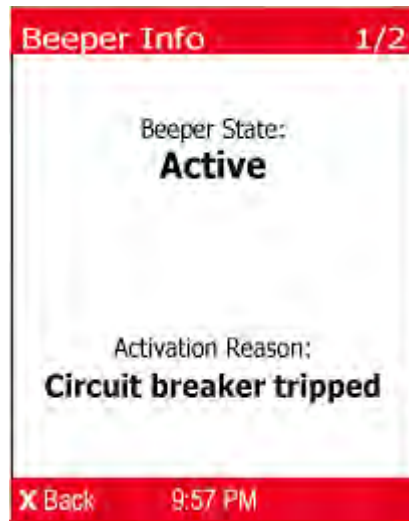 Beeper Info 1/2
Beeper State:
Active
Activation Reason:
Circuit breaker tripped
X Back 9:57 PM